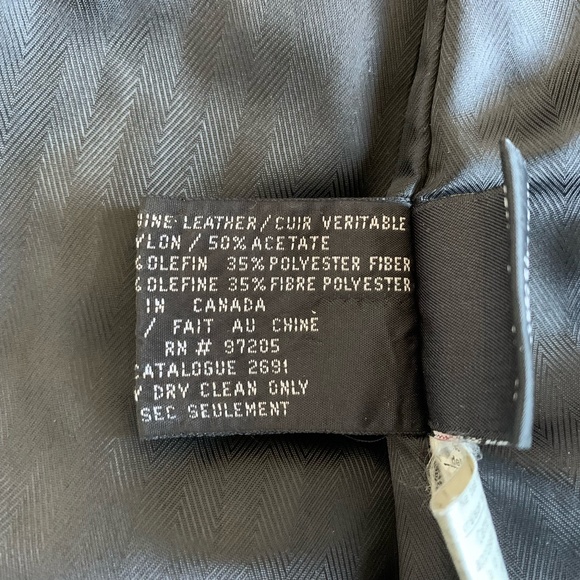 INE LEATHER/CUIR VERITABLE
YLON / 50% ACETATE
% OLEFIN 35% POLYESTER FIBER
% OLEFINE 35% FIBRE POLYESTER
IN CANADA
/ FAIT AU CHINÈ
RN # 97205
CATALOGUE 2691
Y DRY CLEAN ONLY
SEC SEULEMENT